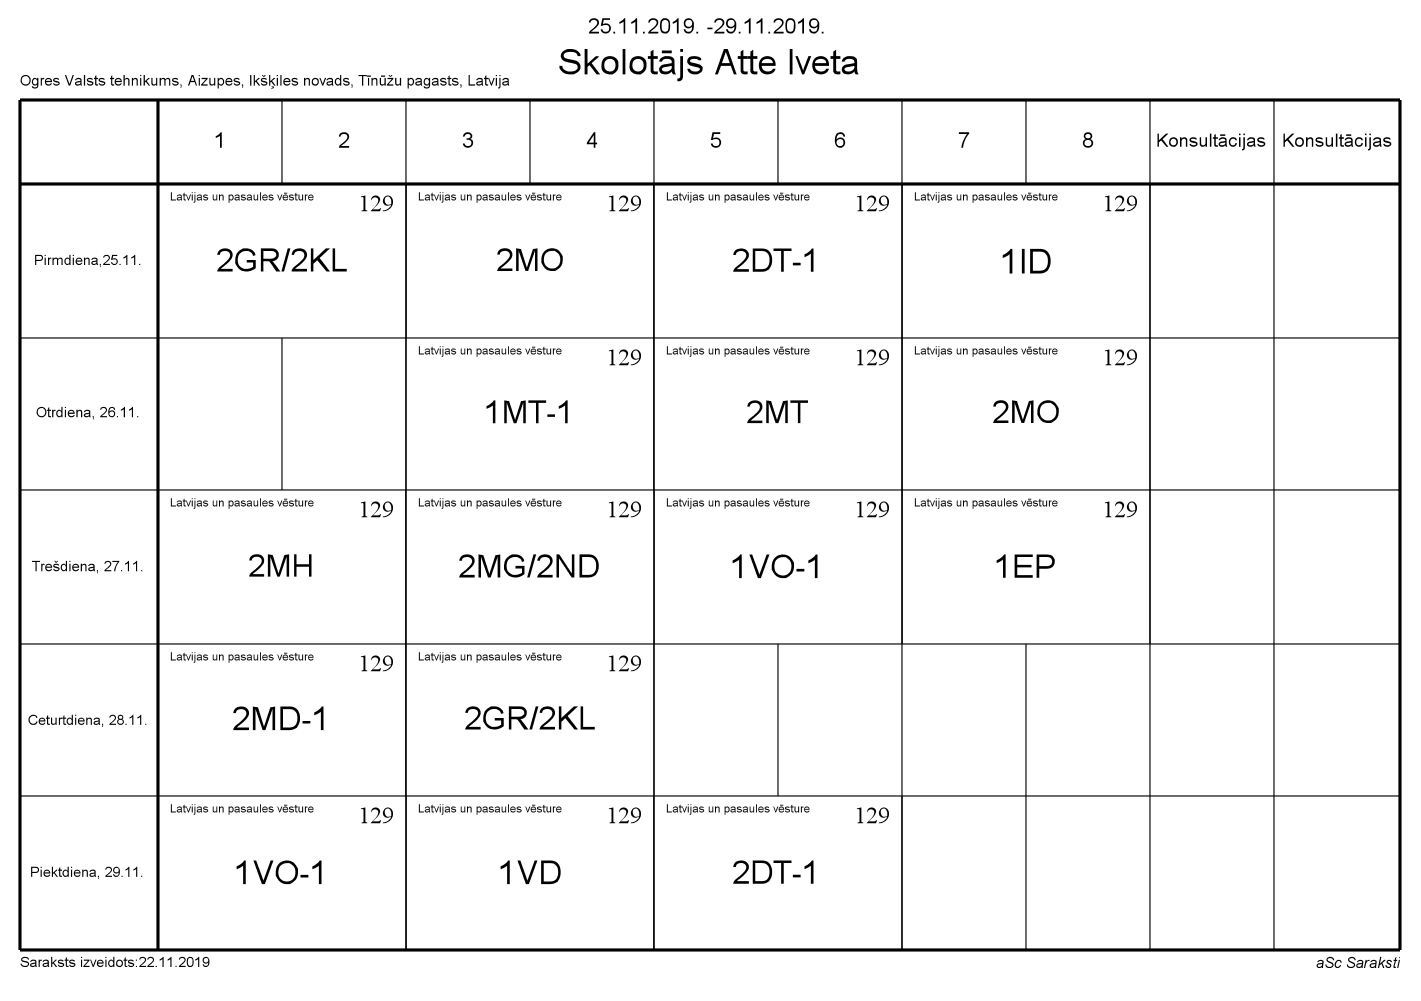 25.11.2019. -29.11.2019.
Skolotājs Atte Iveta
Ogres Valsts tehnikums, Aizupes, Ikšķiles novads, Tīnūžu pagasts, Latvija
1 2 3 4 5 6 7 8 Konsultācijas Konsultācijas
Latvijas un pasaules vēsture 129 Latvijas un pasaules vēsture 129 Latvijas un pasaules vēsture 129 Latvijas un pasaules vēsture 129
Pirmdiena,25.11. 2GR/2KL 2MO 2DT-1 1ID
Latvijas un pasaules vēsture 129 Latvijas un pasaules vēsture 129 Latvijas un pasaules vēsture 129
Otrdiena, 26.11. 1MT-1 2MT 2MO
Latvijas un pasaules vēsture 129 Latvijas un pasaules vēsture 129 Latvijas un pasaules vēsture 129 Latvijas un pasaules vēsture 129
Trešdiena, 27.11. 2MH 2MG/2ND 1VO-1 1EP
Latvijas un pasaules vēsture 129 Latvijas un pasaules vēsture 129
Ceturtdiena, 28.11. 2MD-1 2GR/2KL
Latvijas un pasaules vēsture 129 Latvijas un pasaules vēsture 129 Latvijas un pasaules vēsture 129
Piektdiena, 29.11. 1VO-1 1VD 2DT-1
Saraksts izveidots:22.11.2019 aSc Saraksti